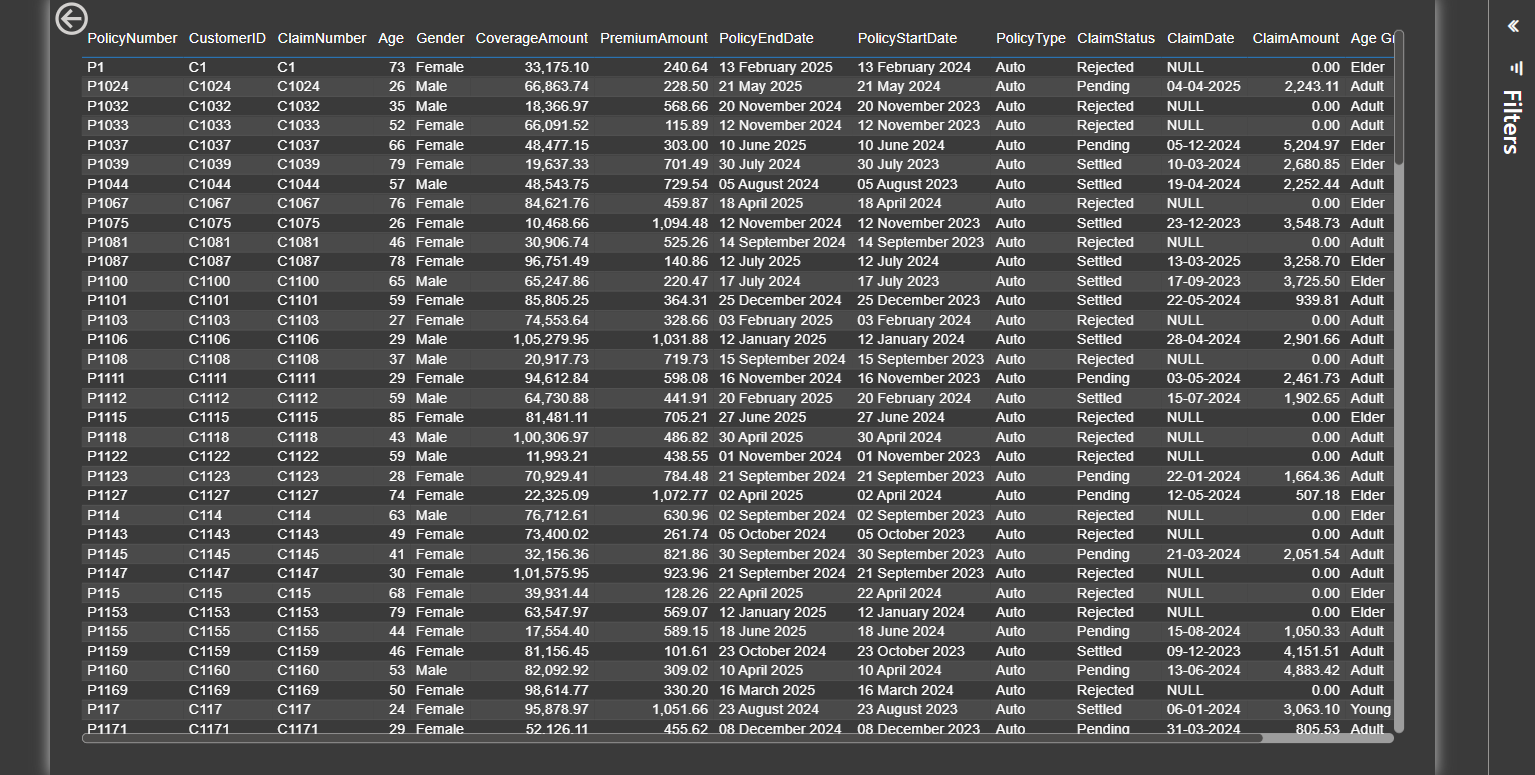 PolicyNumber CustomerID ClaimNumber Age Gender CoverageAmount PremiumAmount PolicyEndDate PolicyStartDate PolicyType ClaimStatus ClaimDate ClaimAmount Age Gr
P1 C1 C1 73 Female 33,175.10 240.64 13 February 2025 13 February 2024 Auto Rejected NULL 0.00 Elder
P1024 C1024 C1024 26 Male 66,863.74 228.50 21 May 2025 21 May 2024 Auto Pending 04-04-2025 2,243.11 Adult
P1032 C1032 C1032 35 Male 18,366.97 568.66 20 November 2024 20 November 2023 Auto Rejected NULL 0.00 Adult
P1033 C1033 C1033 52 Female 66,091.52 115.89 12 November 2024 12 November 2023 Auto Rejected NULL 0.00 Adult
P1037 C1037 C1037 66 Female 48,477.15 303.00 10 June 2025 10 June 2024 Auto Pending 05-12-2024 5,204.97 Elder
P1039 C1039 C1039 79 Female 19,637.33 701.49 30 July 2024 30 July 2023 Auto Settled 10-03-2024 2,680.85 Elder
P1044 C1044 C1044 57 Male 48,543.75 729.54 05 August 2024 05 August 2023 Auto Settled 19-04-2024 2,252.44 Adult
P1067 C1067 C1067 76 Female 84,621.76 459.87 18 April 2025 18 April 2024 Auto Rejected NULL 0.00 Elder
P1075 C1075 C1075 26 Female 10,468.66 1,094.48 12 November 2024 12 November 2023 Auto Settled 23-12-2023 3,548.73 Adult
P1081 C1081 C1081 46 Female 30,906.74 525.26 14 September 2024 14 September 2023 Auto Rejected NULL 0.00 Adult
P1087 C1087 C1087 78 Female 96,751.49 140.86 12 July 2025 12 July 2024 Auto Settled 13-03-2025 3,258.70 Elder
P1100 C1100 C1100 65 Male 65,247.86 220.47 17 July 2024 17 July 2023 Auto Settled 17-09-2023 3,725.50 Elder
P1101 C1101 C1101 59 Female 85,805.25 364.31 25 December 2024 25 December 2023 Auto Settled 22-05-2024 939.81 Adult
P1103 C1103 C1103 27 Female 74,553.64 328.66 03 February 2025 03 February 2024 Auto Rejected NULL 0.00 Adult
P1106 C1106 C1106 29 Male 1,05,279.95 1,031.88 12 January 2025 12 January 2024 Auto Settled 28-04-2024 2,901.66 Adult
P1108 C1108 C1108 37 Male 20,917.73 719.73 15 September 2024 15 September 2023 Auto Rejected NULL 0.00 Adult
P1111 C1111 C1111 29 Female 94,612.84 598.08 16 November 2024 16 November 2023 Auto Pending 03-05-2024 2,461.73 Adult
P1112 C1112 C1112 59 Male 64,730.88 441.91 20 February 2025 20 February 2024 Auto Settled 15-07-2024 1,902.65 Adult
P1115 C1115 C1115 85 Female 81,481.11 705.21 27 June 2025 27 June 2024 Auto Rejected NULL 0.00 Elder
P1118 C1118 C1118 43 Male 1,00,306.97 486.82 30 April 2025 30 April 2024 Auto Rejected NULL 0.00 Adult
P1122 C1122 C1122 59 Male 11,993.21 438.55 01 November 2024 01 November 2023 Auto Rejected NULL 0.00 Adult
P1123 C1123 C1123 28 Female 70,929.41 784.48 21 September 2024 21 September 2023 Auto Pending 22-01-2024 1,664.36 Adult
P1127 C1127 C1127 74 Female 22,325.09 1,072.77 02 April 2025 02 April 2024 Auto Pending 12-05-2024 507.18 Elder
P114 C114 C114 63 Male 76,712.61 630.96 02 September 2024 02 September 2023 Auto Rejected NULL 0.00 Elder
P1143 C1143 C1143 49 Female 73,400.02 261.74 05 October 2024 05 October 2023 Auto Rejected NULL 0.00 Adult
P1145 C1145 C1145 41 Female 32,156.36 821.86 30 September 2024 30 September 2023 Auto Pending 21-03-2024 2,051.54 Adult
P1147 C1147 C1147 30 Female 1,01,575.95 923.96 21 September 2024 21 September 2023 Auto Rejected NULL 0.00 Adult
P115 C115 C115 68 Female 39,931.44 128.26 22 April 2025 22 April 2024 Auto Rejected NULL 0.00 Elder
P1153 C1153 C1153 79 Female 63,547.97 569.07 12 January 2025 12 January 2024 Auto Rejected NULL 0.00 Elder
P1155 C1155 C1155 44 Female 17,554.40 589.15 18 June 2025 18 June 2024 Auto Pending 15-08-2024 1,050.33 Adult
P1159 C1159 C1159 46 Female 81,156.45 101.61 23 October 2024 23 October 2023 Auto Settled 09-12-2023 4,151.51 Adult
P1160 C1160 C1160 53 Male 82,092.92 309.02 10 April 2025 10 April 2024 Auto Pending 13-06-2024 4,883.42 Adult
P1169 C1169 C1169 50 Female 98,614.77 330.20 16 March 2025 16 March 2024 Auto Rejected NULL 0.00 Adult
P117 C117 C117 24 Female 95,878.97 1,051.66 23 August 2024 23 August 2023 Auto Settled 06-01-2024 3,063.10 Young
P1171 C1171 C1171 29 Female 52,126.11 455.62 08 December 2024 08 December 2023 Auto Pending 31-03-2024 805.53 Adult
Filters